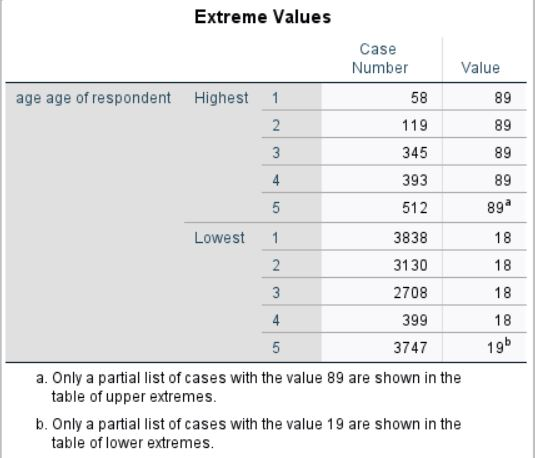 Extreme Values
Case Number Value
age age of respondent Highest 1 58 89
2 119 89
3 345 89
4 393 89
5 512 89a
Lowest 1 3838 18
2 3130 18
3 2708 18
4 399 18
5 3747 19b
a. Only a partial list of cases with the value 89 are shown in the
table of upper extremes.
b. Only a partial list of cases with the value 19 are shown in the
table of lower extremes.